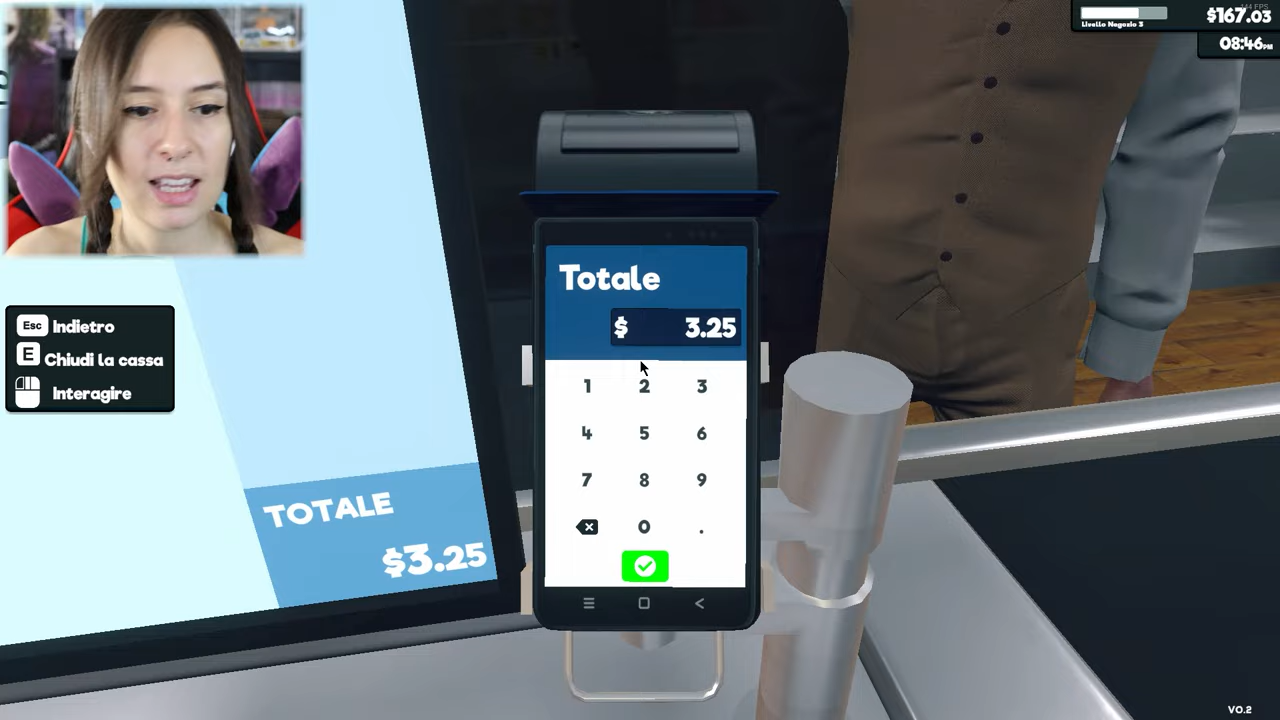 $167.03
Livello Negozio 3
08:46PM
Totale
$ 3.25
Esc Indietro
E Chiudi la cassa
Interagire
1 2 3
4 5 6
7 8 9
0 .
TOTALE
$3.25
V0.2